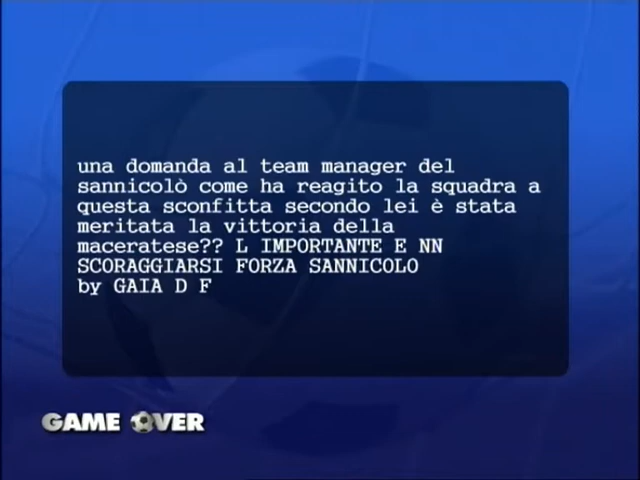 una domanda al team manager del
sannicolò come ha reagito la squadra a
questa sconfitta secondo lei è stata
meritata la vittoria della
maceratese?? L IMPORTANTE E NN
SCORAGGIARSI FORZA SANNICOLO
by GAIA D F
GAME OVER